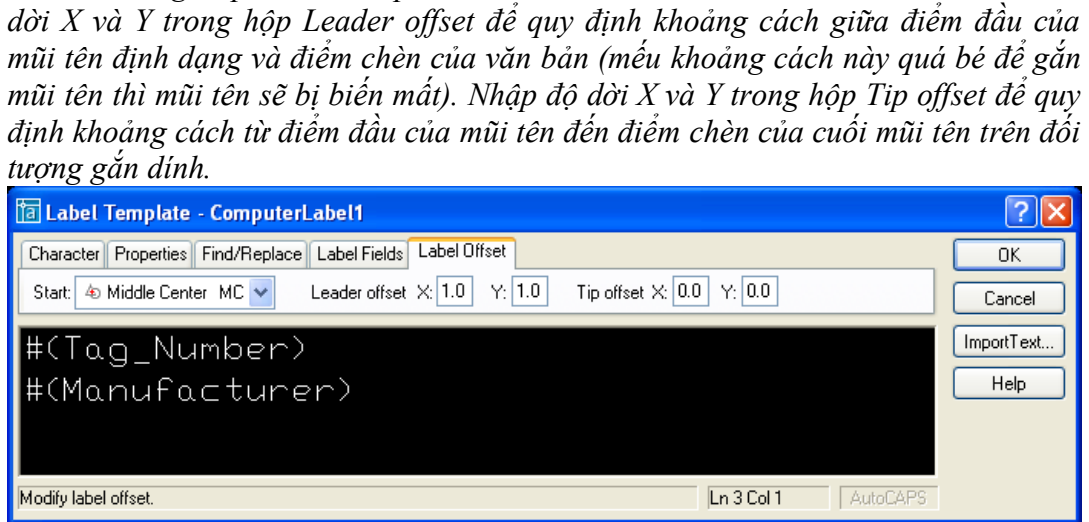 dời X và Y trong hộp Leader offset để quy định khoảng cách giữa điểm đầu của
mũi tên định dạng và điểm chèn của văn bản (mếu khoảng cách này quá bé để gắn
mũi tên thì mũi tên sẽ bị biến mất). Nhập độ dời X và Y trong hộp Tip offset để quy
định khoảng cách từ điểm đầu của mũi tên đến điểm chèn của cuối mũi tên trên đối
tượng gắn dính.
Label Template - ComputerLabel1
Character Properties Find/Replace Label Fields Label Offset
OK
Start: Middle Center MC Leader offset X: 1.0 Y: 1.0 Tip offset X: 0.0 Y: 0.0
Cancel
#(Tag_Number)
ImportText...
#(Manufacturer)
Help
Modify label offset. Ln 3 Col 1 AutoCAPS